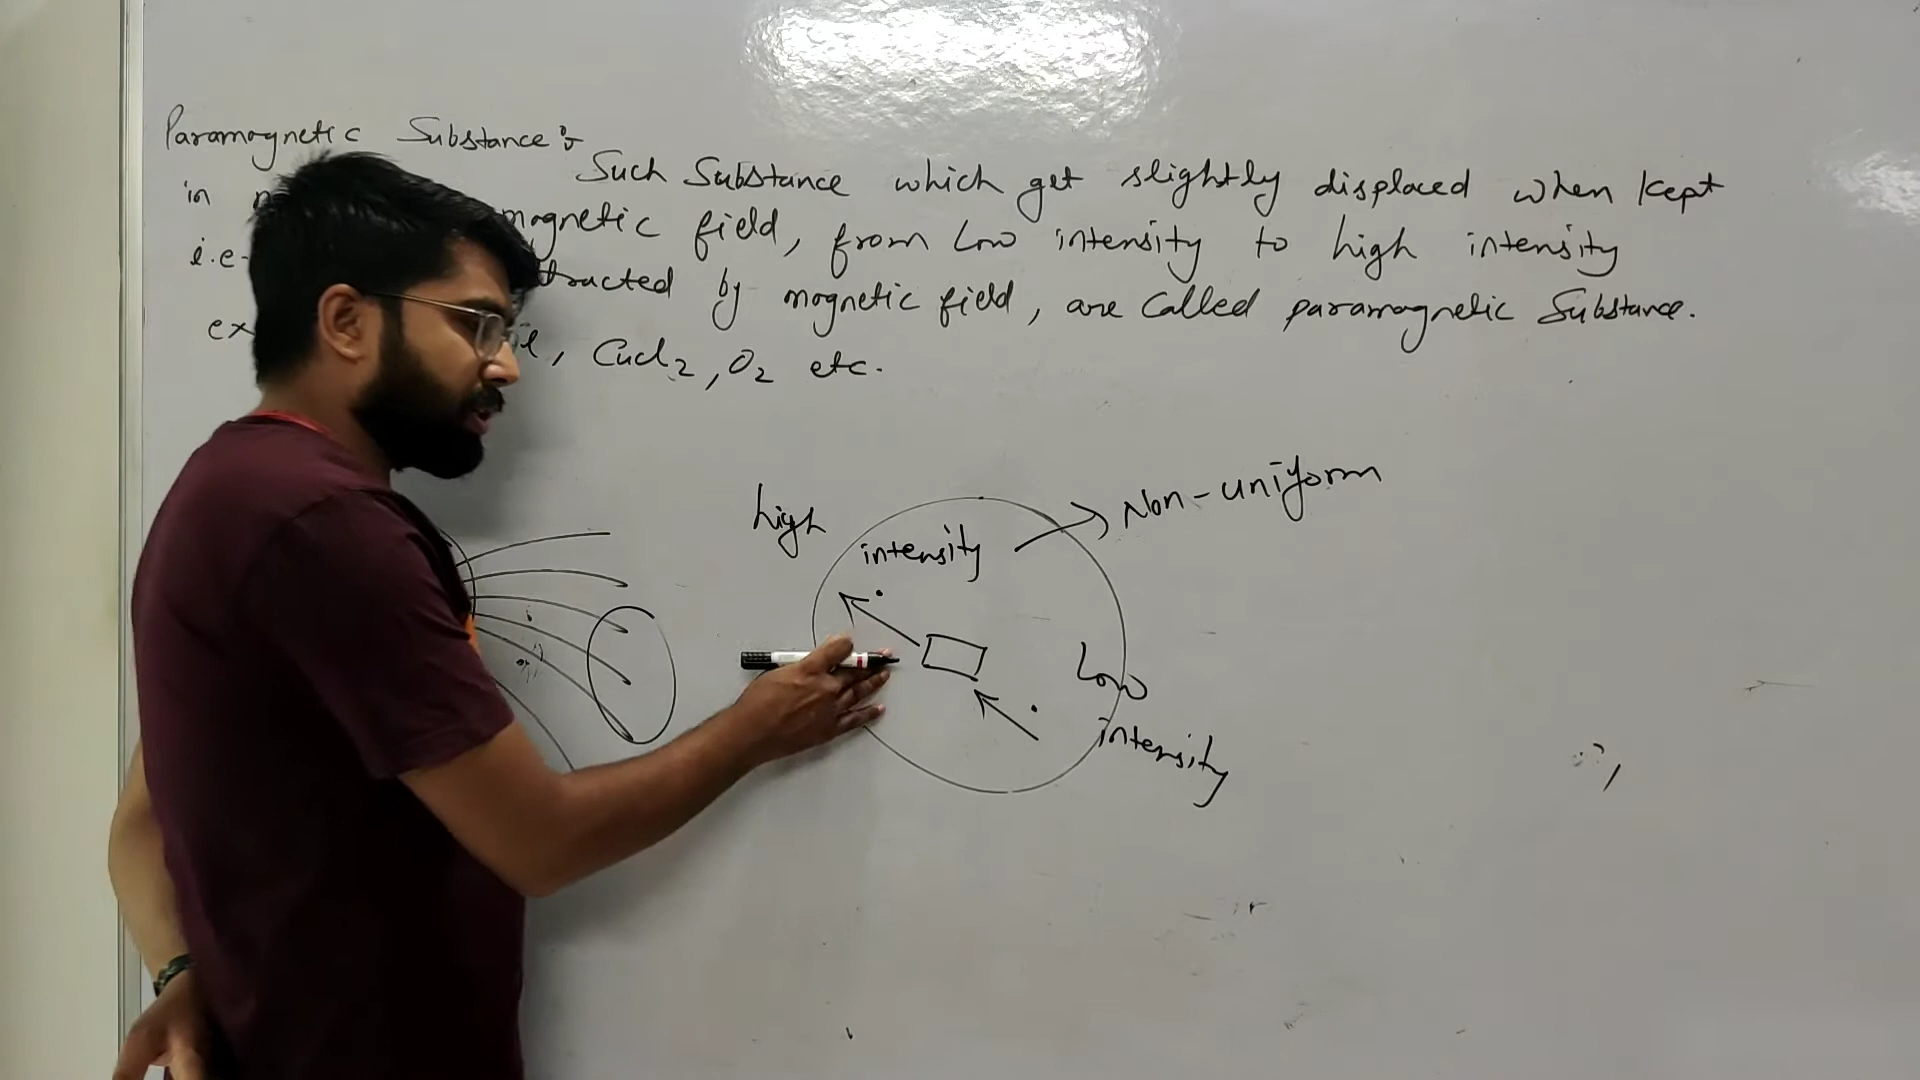 Paramagnetic Substance :-
Such Substance which get slightly displaced when kept
in magnetic field, from Low intensity to high intensity
i.e. by magnetic field, are called paramagnetic Substance.
ex CuCl2, O2 etc.
high
intensity
Non-uniform
Low
intensity